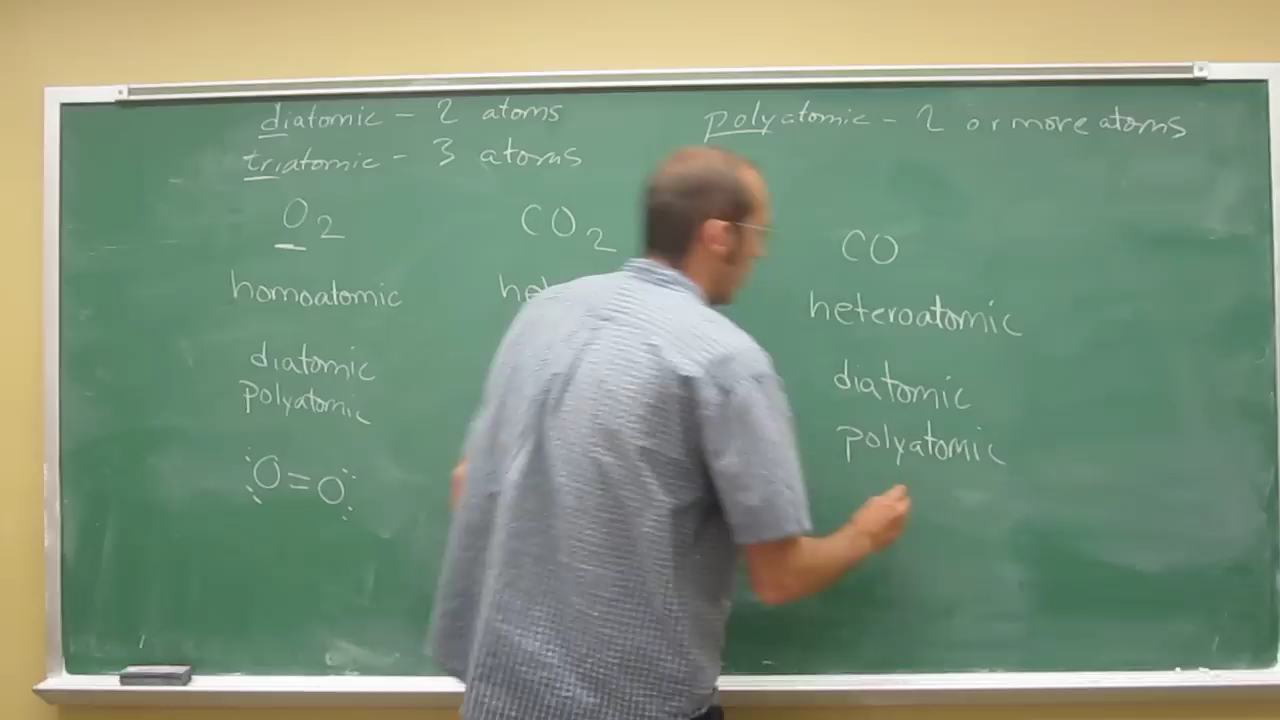 diatomic - 2 atoms
polyatomic - 2 or more atoms
triatomic - 3 atoms
O2
CO2
CO
homoatomic
heteroatomic
diatomic
polyatomic
diatomic
polyatomic
O=O